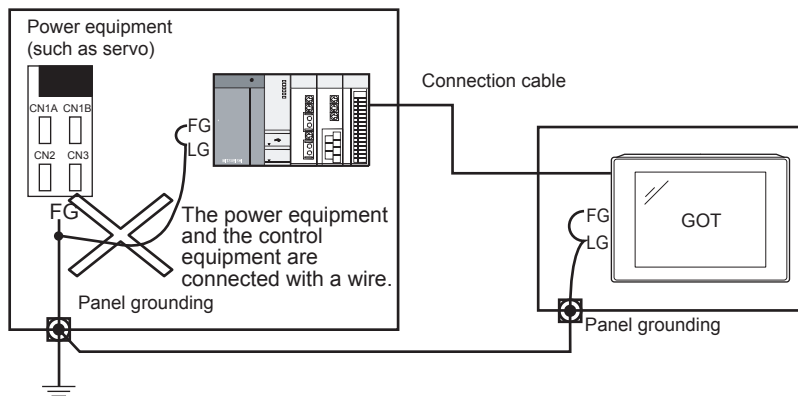 Power equipment
(such as servo)
CN1A CN1B
CN2 CN3
FG
FG
LG
The power equipment
and the control
equipment are
connected with a wire.
Panel grounding
Connection cable
FG
LG
GOT
Panel grounding